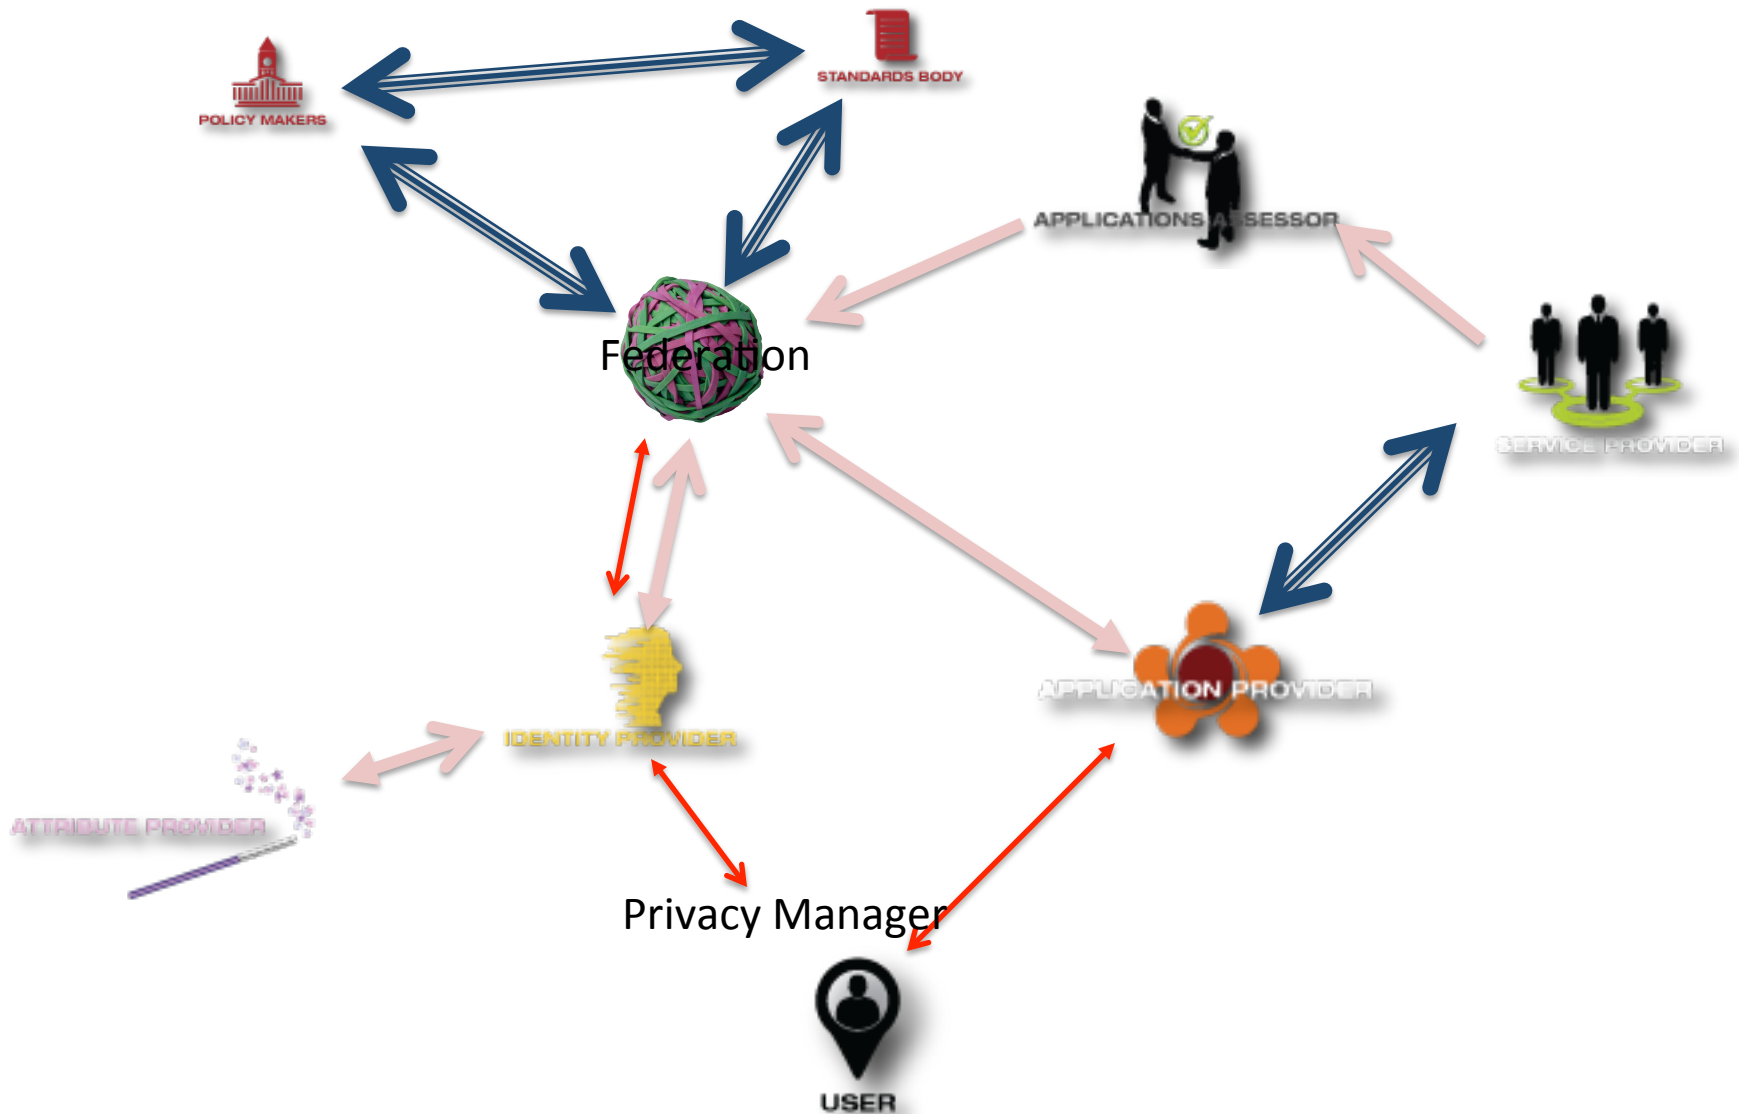 STANDARDS BODY
POLICY MAKERS
APPLICATIONS ASSESSOR
Federation
SERVICE PROVIDER
APPLICATION PROVIDER
IDENTITY PROVIDER
ATTRIBUTE PROVIDER
Privacy Manager
USER